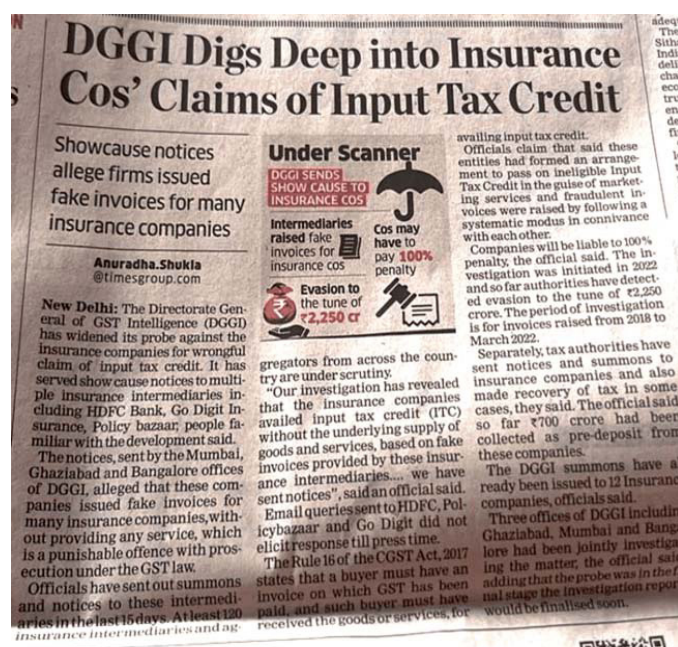 DGGI Digs Deep into Insurance
Cos' Claims of Input Tax Credit
Showcause notices
allege firms issued
fake invoices for many
insurance companies
Anuradha.Shukla
@timesgroup.com
New Delhi: The Directorate Gen-
eral of GST Intelligence (DGGI)
has widened its probe against the
insurance companies for wrongful
claim of input tax credit. It has
served show cause notices to multi-
ple insurance intermediaries in-
cluding HDFC Bank, Go Digit In-
surance, Policy bazaar, people fa-
miliar with the development said.
The notices, sent by the Mumbai,
Ghaziabad and Bangalore offices
of DGGI, alleged that these com-
panies issued fake invoices for
many insurance companies, with-
out providing any service, which
is a punishable offence with pros-
ecution under the GST law.
Officials have sent out summons
and notices to these intermedi-
aries in the last 15 days. At least 120
insurance intermediaries and ag-
Under Scanner
DGGI SENDS
SHOW CAUSE TO
INSURANCE COS
Intermediaries
raised fake
invoices for
insurance cos
Cos may
have to
pay 100%
penalty
Evasion to
the tune of
₹2,250 cr
gregators from across the coun-
try are under scrutiny.
"Our investigation has revealed
that the insurance companies
availed input tax credit (ITC)
without the underlying supply of
goods and services, based on fake
invoices provided by these insur-
ance intermediaries.... we have
sent notices", said an official said.
Email queries sent to HDFC, Pol-
icybazaar and Go Digit did not
elicit response till press time.
The Rule 16 of the CGST Act, 2017
states that a buyer must have an
invoice on which GST has been
paid, and such buyer must have
received the goods or services, for
availing input tax credit.
Officials claim that said these
entities had formed an arrange-
ment to pass on ineligible Input
Tax Credit in the guise of market-
ing services and fraudulent in-
voices were raised by following a
systematic modus in connivance
with each other.
Companies will be liable to 100%
penalty, the official said. The in-
vestigation was initiated in 2022
and so far authorities have detect-
ed evasion to the tune of ₹2,250
crore. The period of investigation
is for invoices raised from 2018 to
March 2022.
Separately, tax authorities have
sent notices and summons to
insurance companies and also
made recovery of tax in some
cases, they said. The official said
so far ₹700 crore had been
collected as pre-deposit from
these companies.
The DGGI summons have a
ready been issued to 12 Insuranc
companies, officials said.
Three offices of DGGI includin
Ghaziabad, Mumbai and Bang
lore had been jointly investiga
ing the matter, the official sai
adding that the probe was in the f
nal stage the Investigation repor
would be finalised soon.